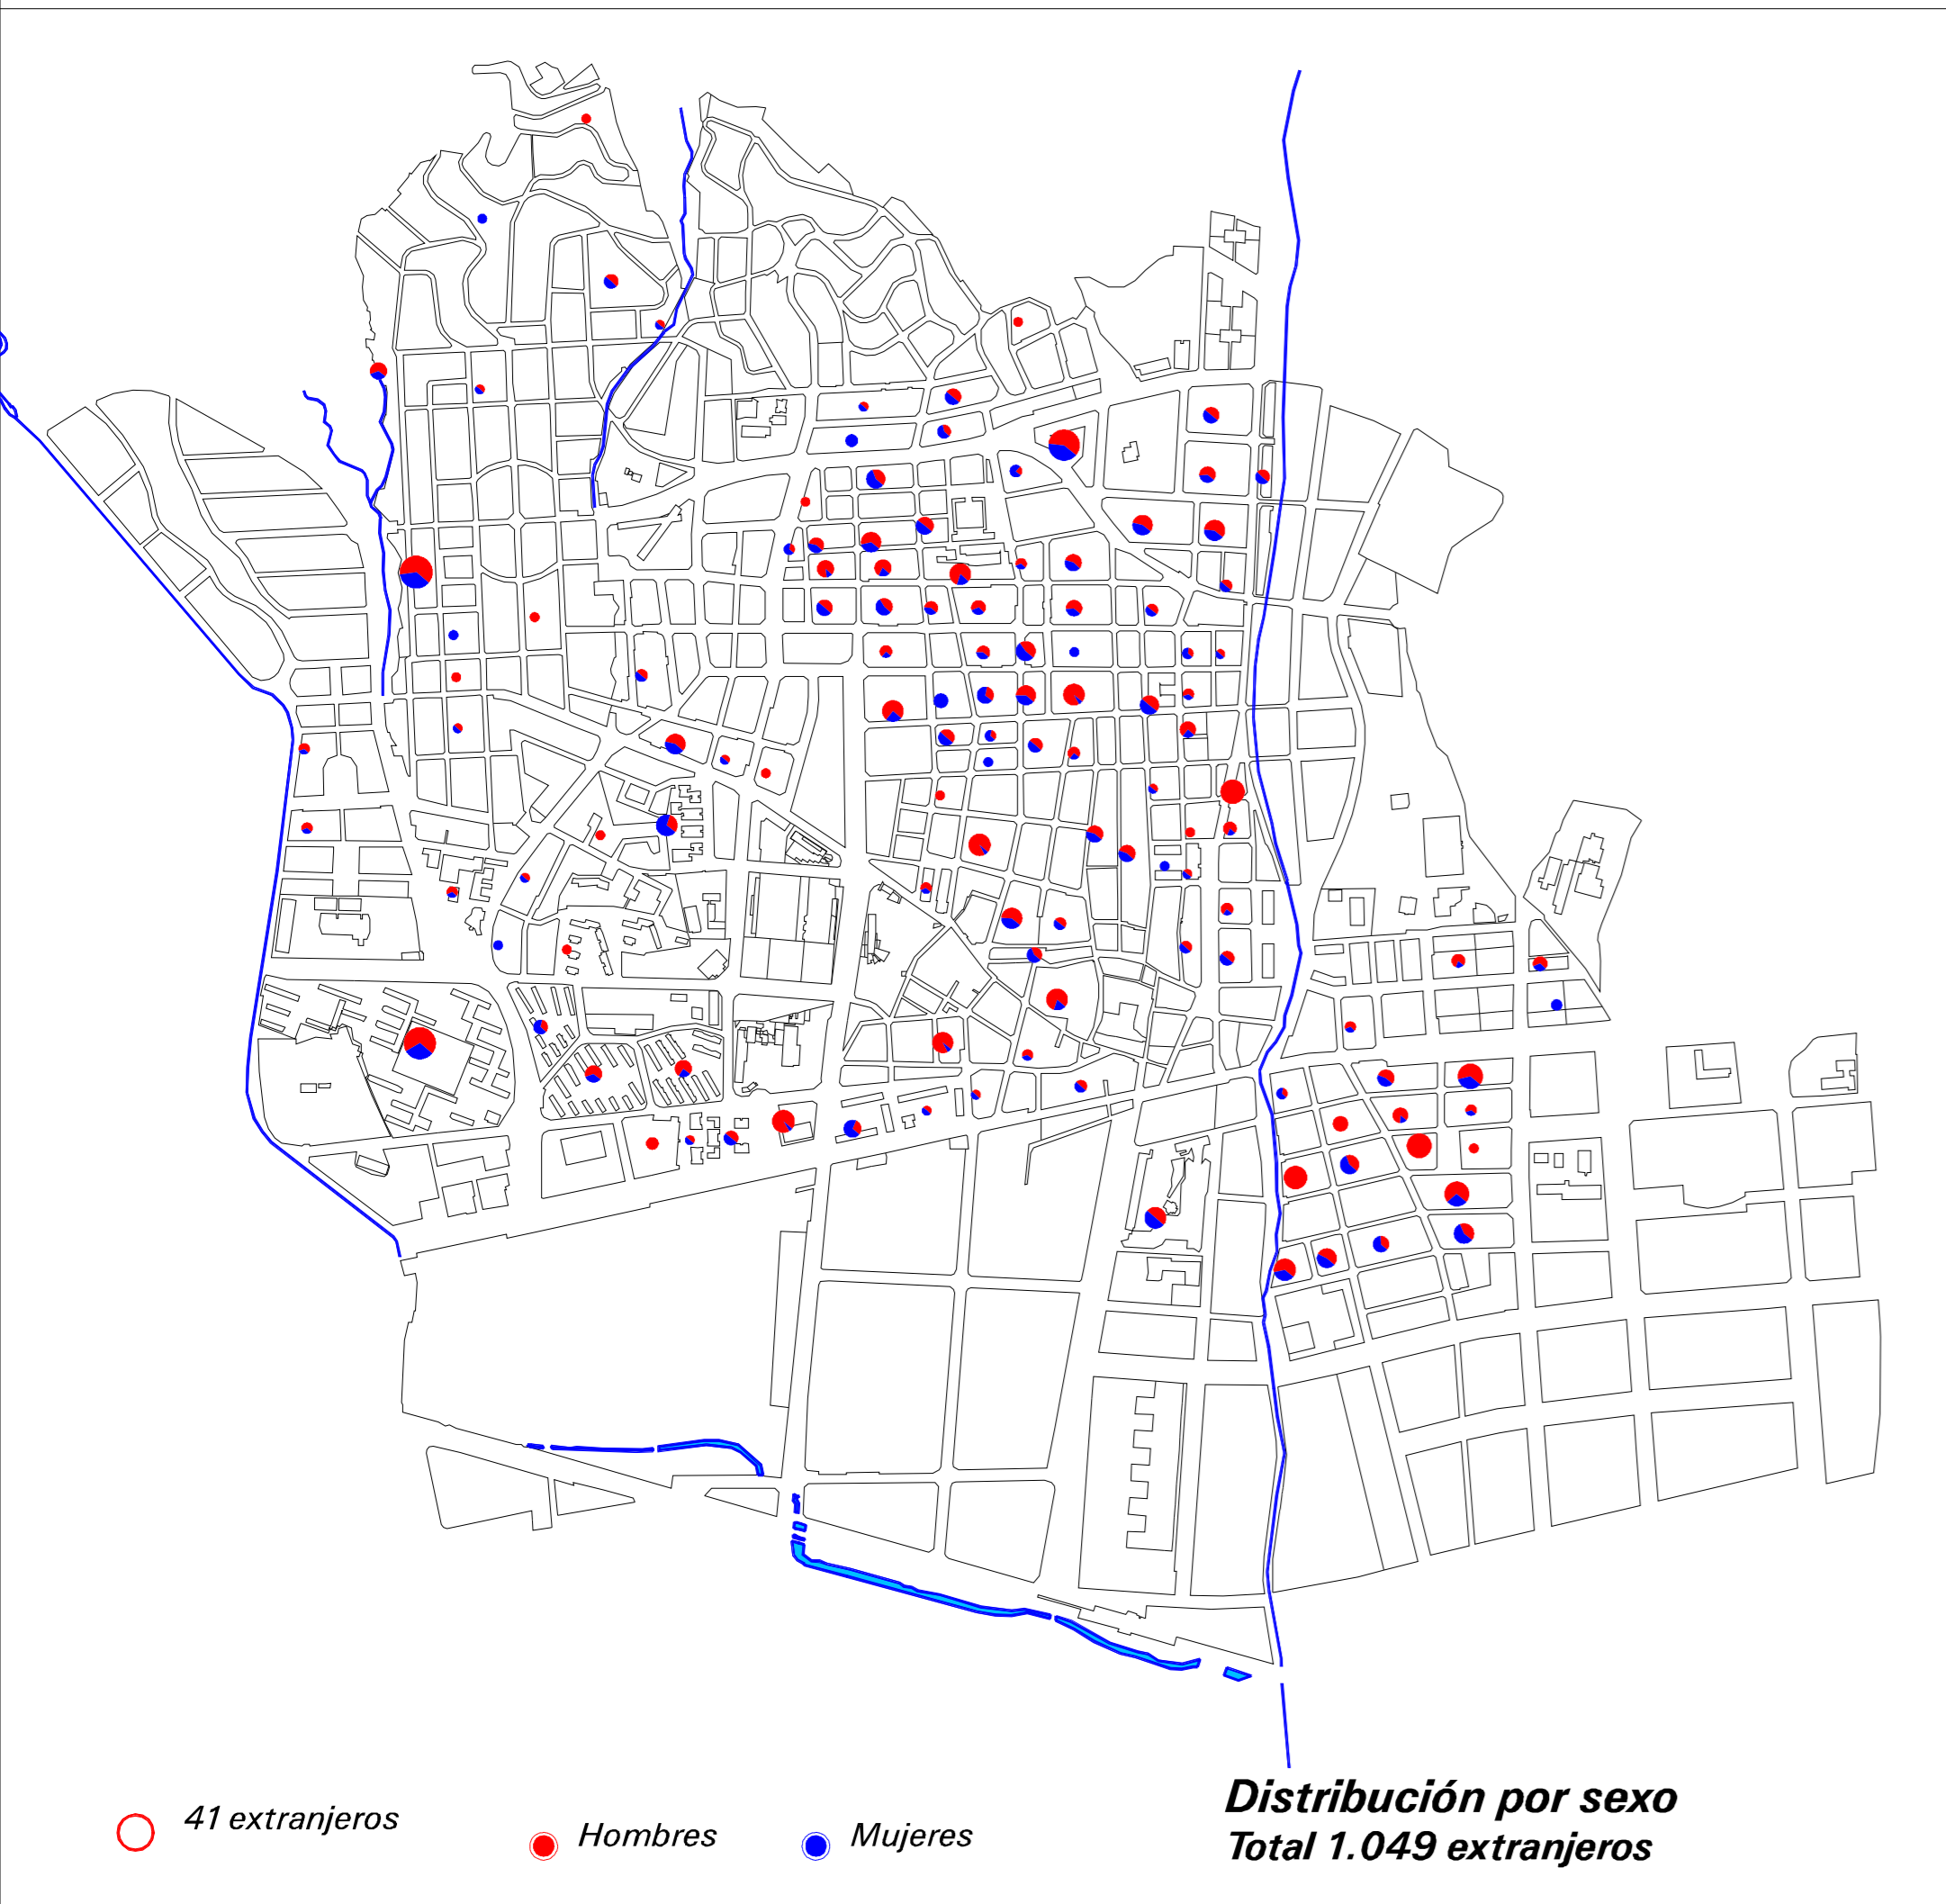 41 extranjeros
Hombres
Mujeres
Distribución por sexo
Total 1.049 extranjeros